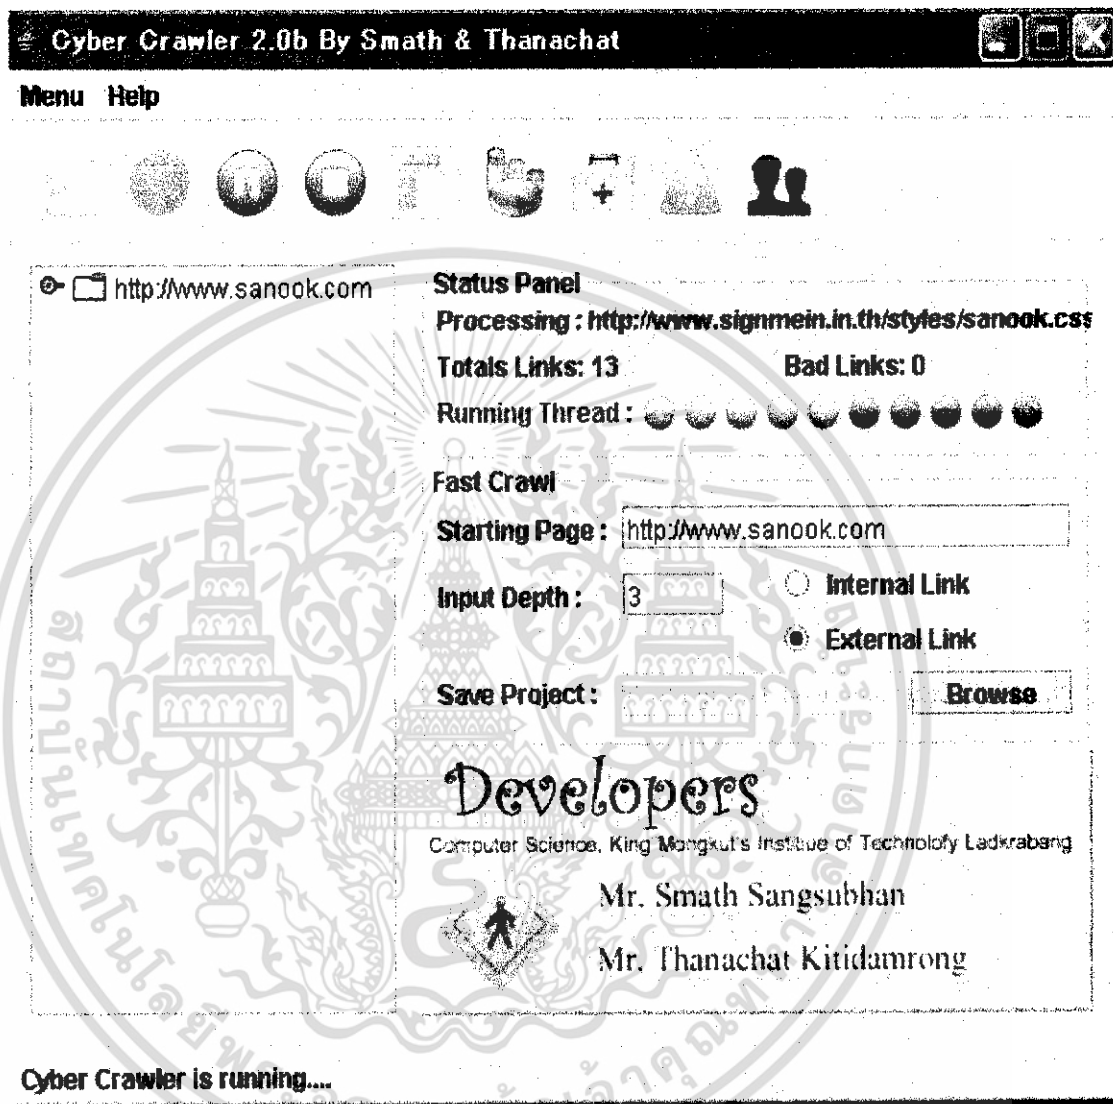 Cyber Crawler 2.0b By Smath & Thanachat
Menu Help
http://www.sanook.com
Status Panel
Processing : http://www.signmein.in.th/styles/sanook.css
Totals Links: 13 Bad Links: 0
Running Thread :
Fast Crawl
Starting Page : http://www.sanook.com
Input Depth : 3 Internal Link
External Link
Save Project : Browse
Developers
Computer Science, King Mongkut's Institue of Technolofy Ladkrabang
Mr. Smath Sangsubhan
Mr. Thanachat Kitidamrong
Cyber Crawler is running....